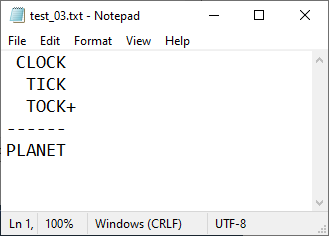 test_03.txt - Notepad
File Edit Format View Help
 CLOCK
  TICK
  TOCK+
------
PLANET
Ln 1, 100% Windows (CRLF) UTF-8